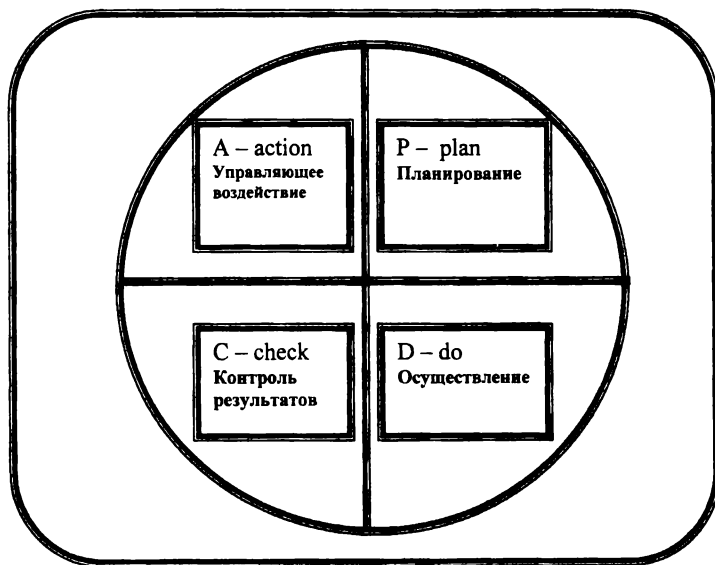 A – action
Управляющее
воздействие
P – plan
Планирование
C – check
Контроль
результатов
D – do
Осуществление